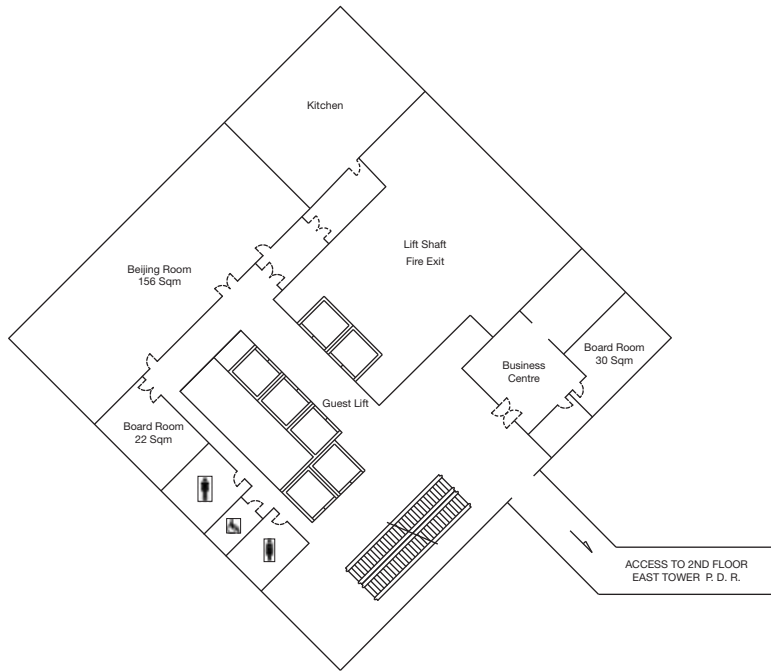 Kitchen
Lift Shaft
Fire Exit
Beijing Room
156 Sqm
Board Room
30 Sqm
Business
Centre
Guest Lift
Board Room
22 Sqm
ACCESS TO 2ND FLOOR
EAST TOWER P. D. R.